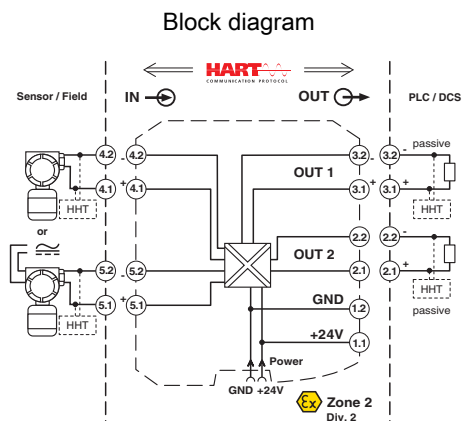 Block diagram
HART
COMMUNICATION PROTOCOL
Sensor / Field
IN
OUT
PLC / DCS
4.2 - 4.2
3.2 - 3.2 -
passive
OUT 1
4.1 + 4.1
3.1 + 3.1 +
HHT
HHT
or
2.2 2.2 -
OUT 2
5.2 - 5.2
2.1 2.1 +
HHT
5.1 + 5.1
GND
1.2
passive
HHT
+24V
1.1
Power
GND +24V
Ex
Zone 2
Div. 2